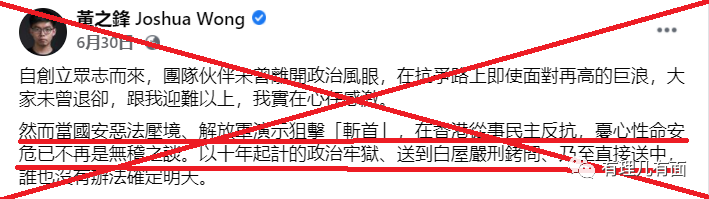 黃之鋒 Joshua Wong
6月30日
自創立眾志而來，團隊伙伴未曾離開政治風眼，在抗爭路上即使面對再高的巨浪，大
家未曾退卻，跟我迎難以上，我實在心存感激。
然而當國安惡法壓境、解放軍演示狙擊「斬首」，在香港從事民主反抗，憂心性命安
危已不再是無稽之談。以十年起計的政治牢獄、送到白屋嚴刑銬問、乃至直接送中，
誰也沒有辦法確定明天。
有理儿有面